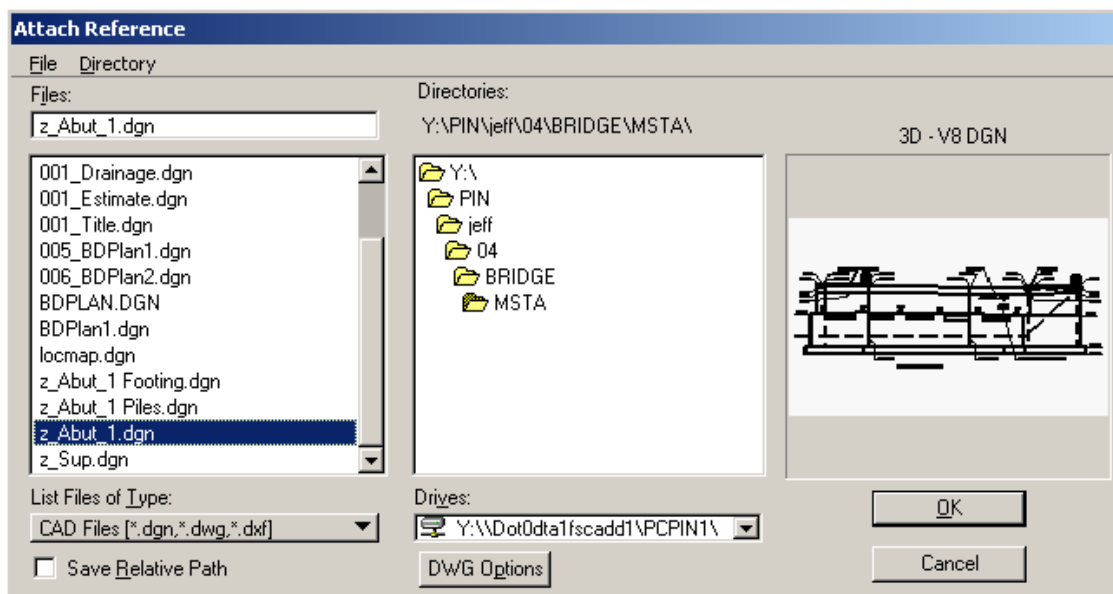 Attach Reference
File Directory
Files:
z_Abut_1.dgn
001_Drainage.dgn
001_Estimate.dgn
001_Title.dgn
005_BDPlan1.dgn
006_BDPlan2.dgn
BDPLAN.DGN
BDPlan1.dgn
locmap.dgn
z_Abut_1 Footing.dgn
z_Abut_1 Piles.dgn
z_Abut_1.dgn
z_Sup.dgn
List Files of Type:
CAD Files [*.dgn,*.dwg,*.dxf]
Save Relative Path
Directories:
Y:\PIN\jeff\04\BRIDGE\MSTA\
Y:\
PIN
jeff
04
BRIDGE
MSTA
Drives:
Y:\\Dot0dta1fscadd1\PCPIN1\
DWG Options
3D - V8 DGN
OK
Cancel